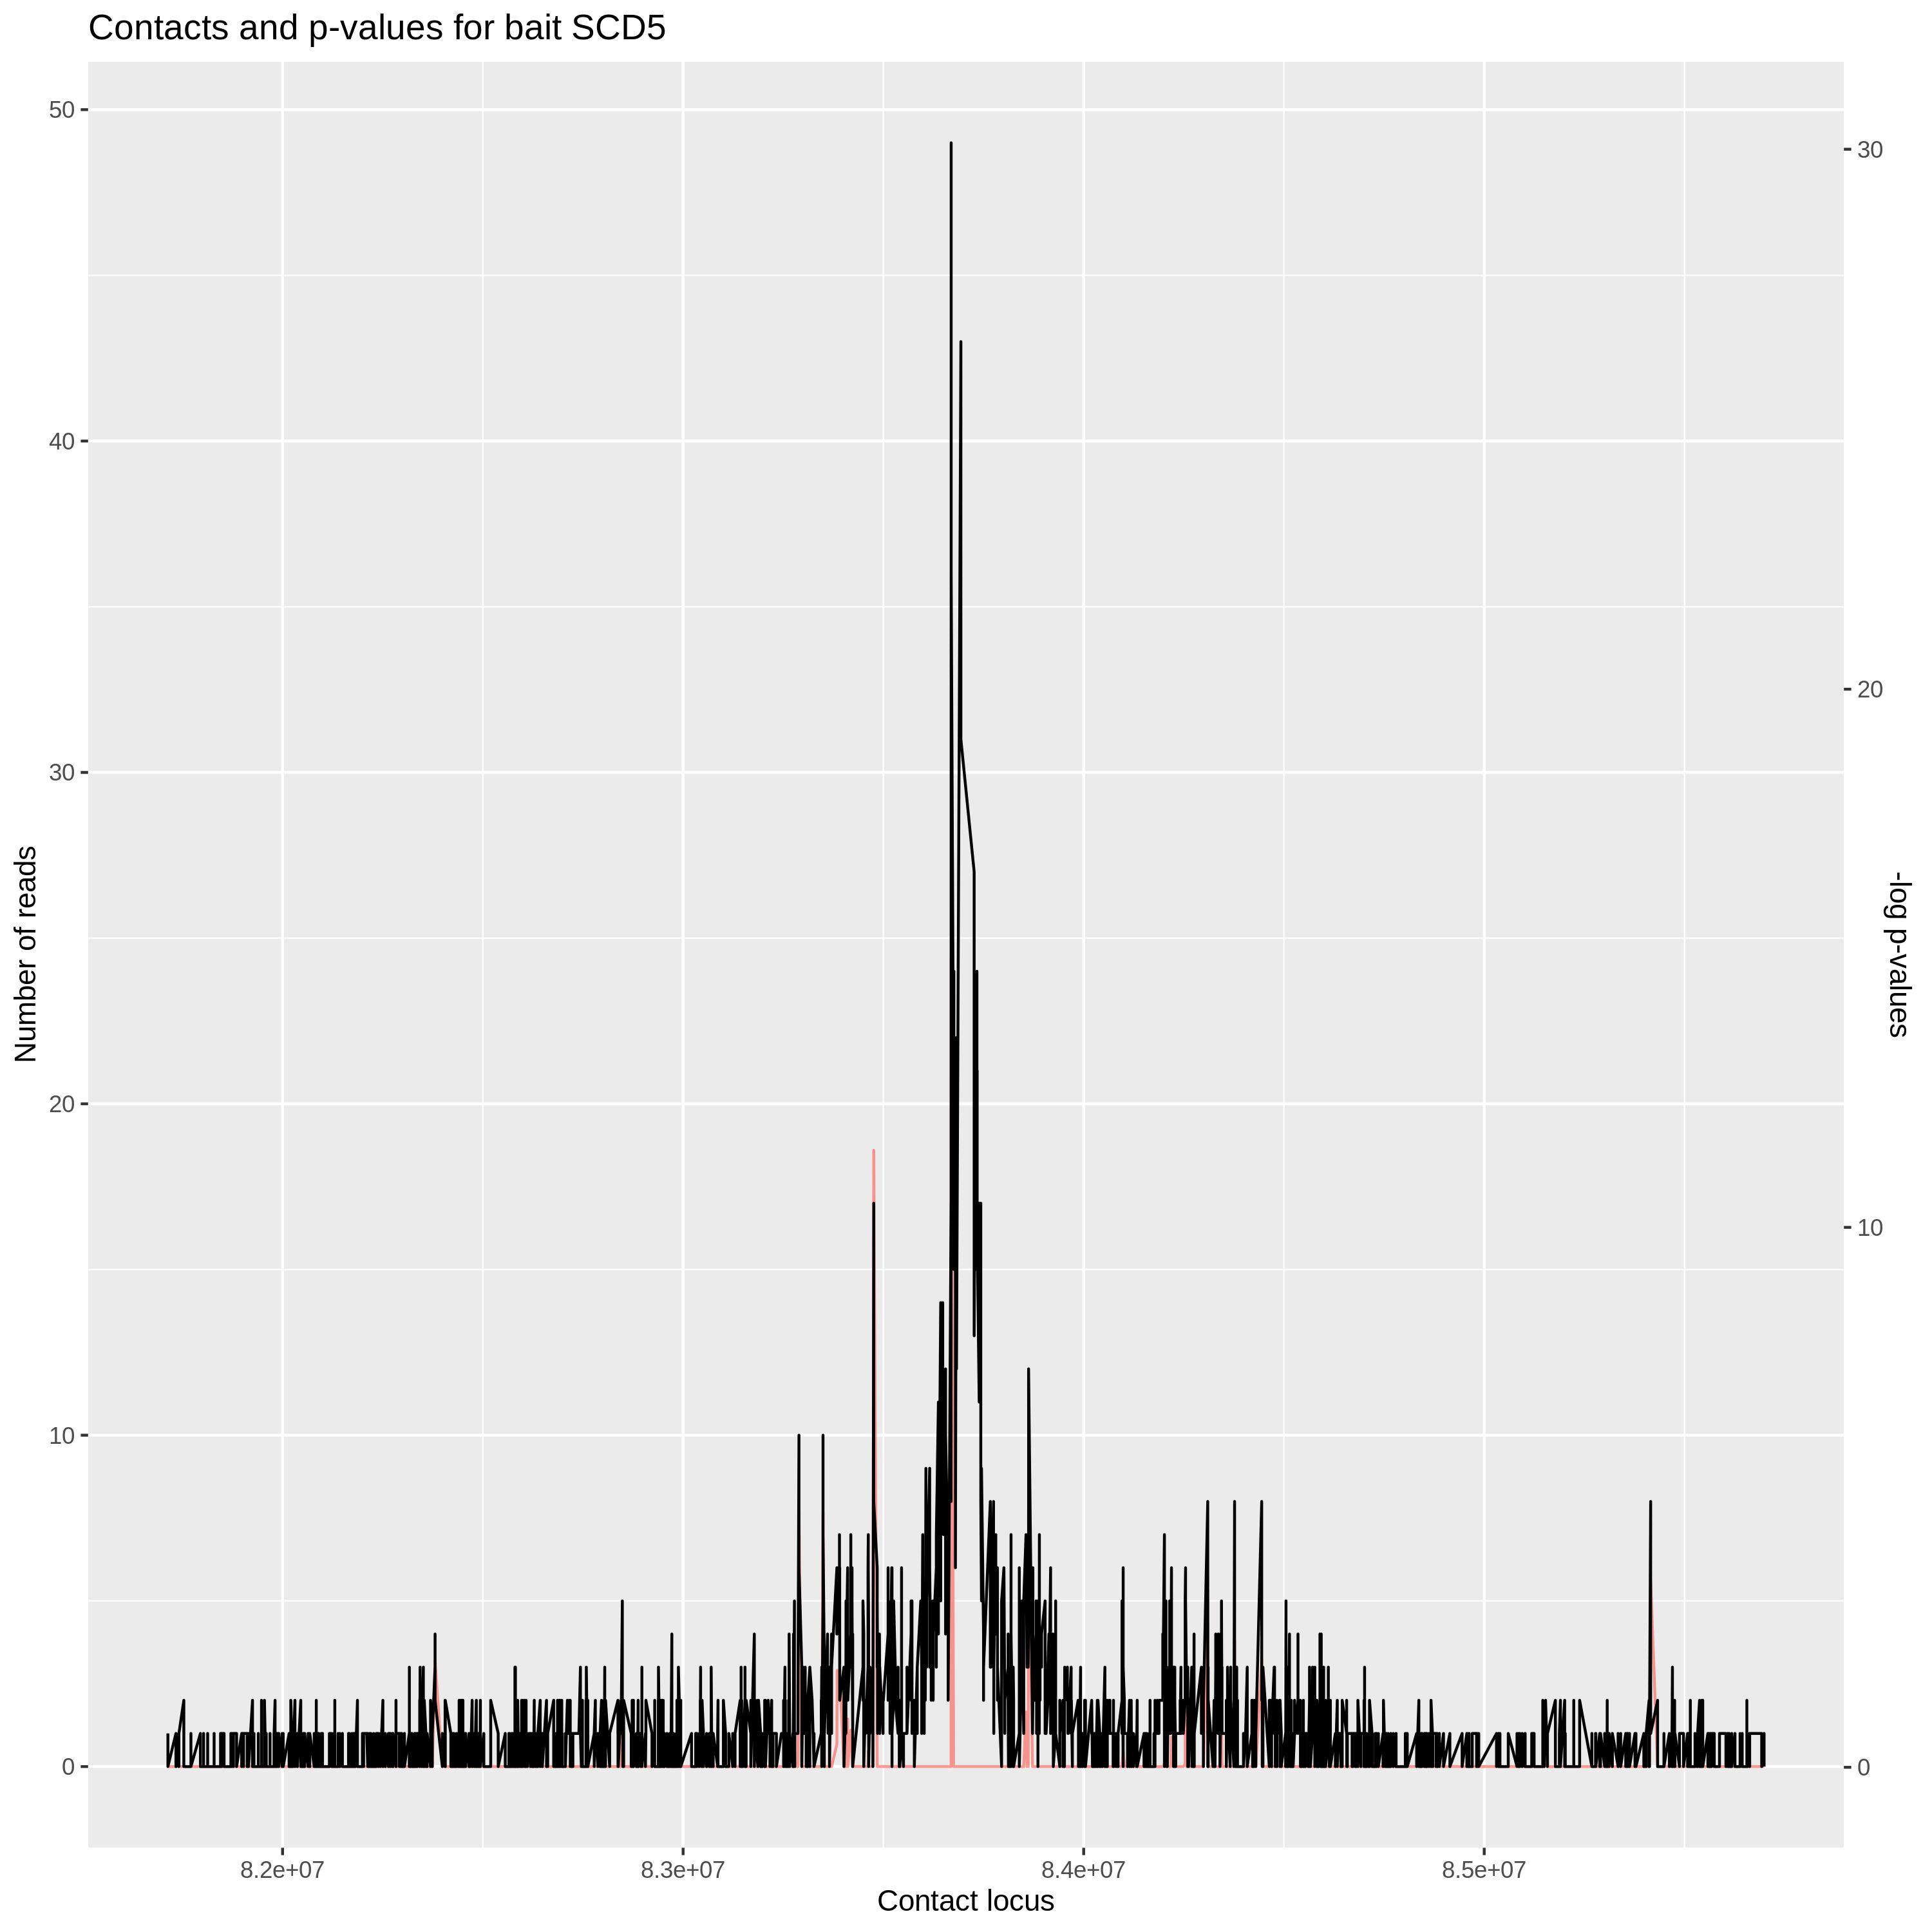 Contacts and p-values for bait SCD5
50
40
30
20
10
0
Number of reads
30
20
10
0
-log p-values
8.2e+07
8.3e+07
8.4e+07
8.5e+07
Contact locus